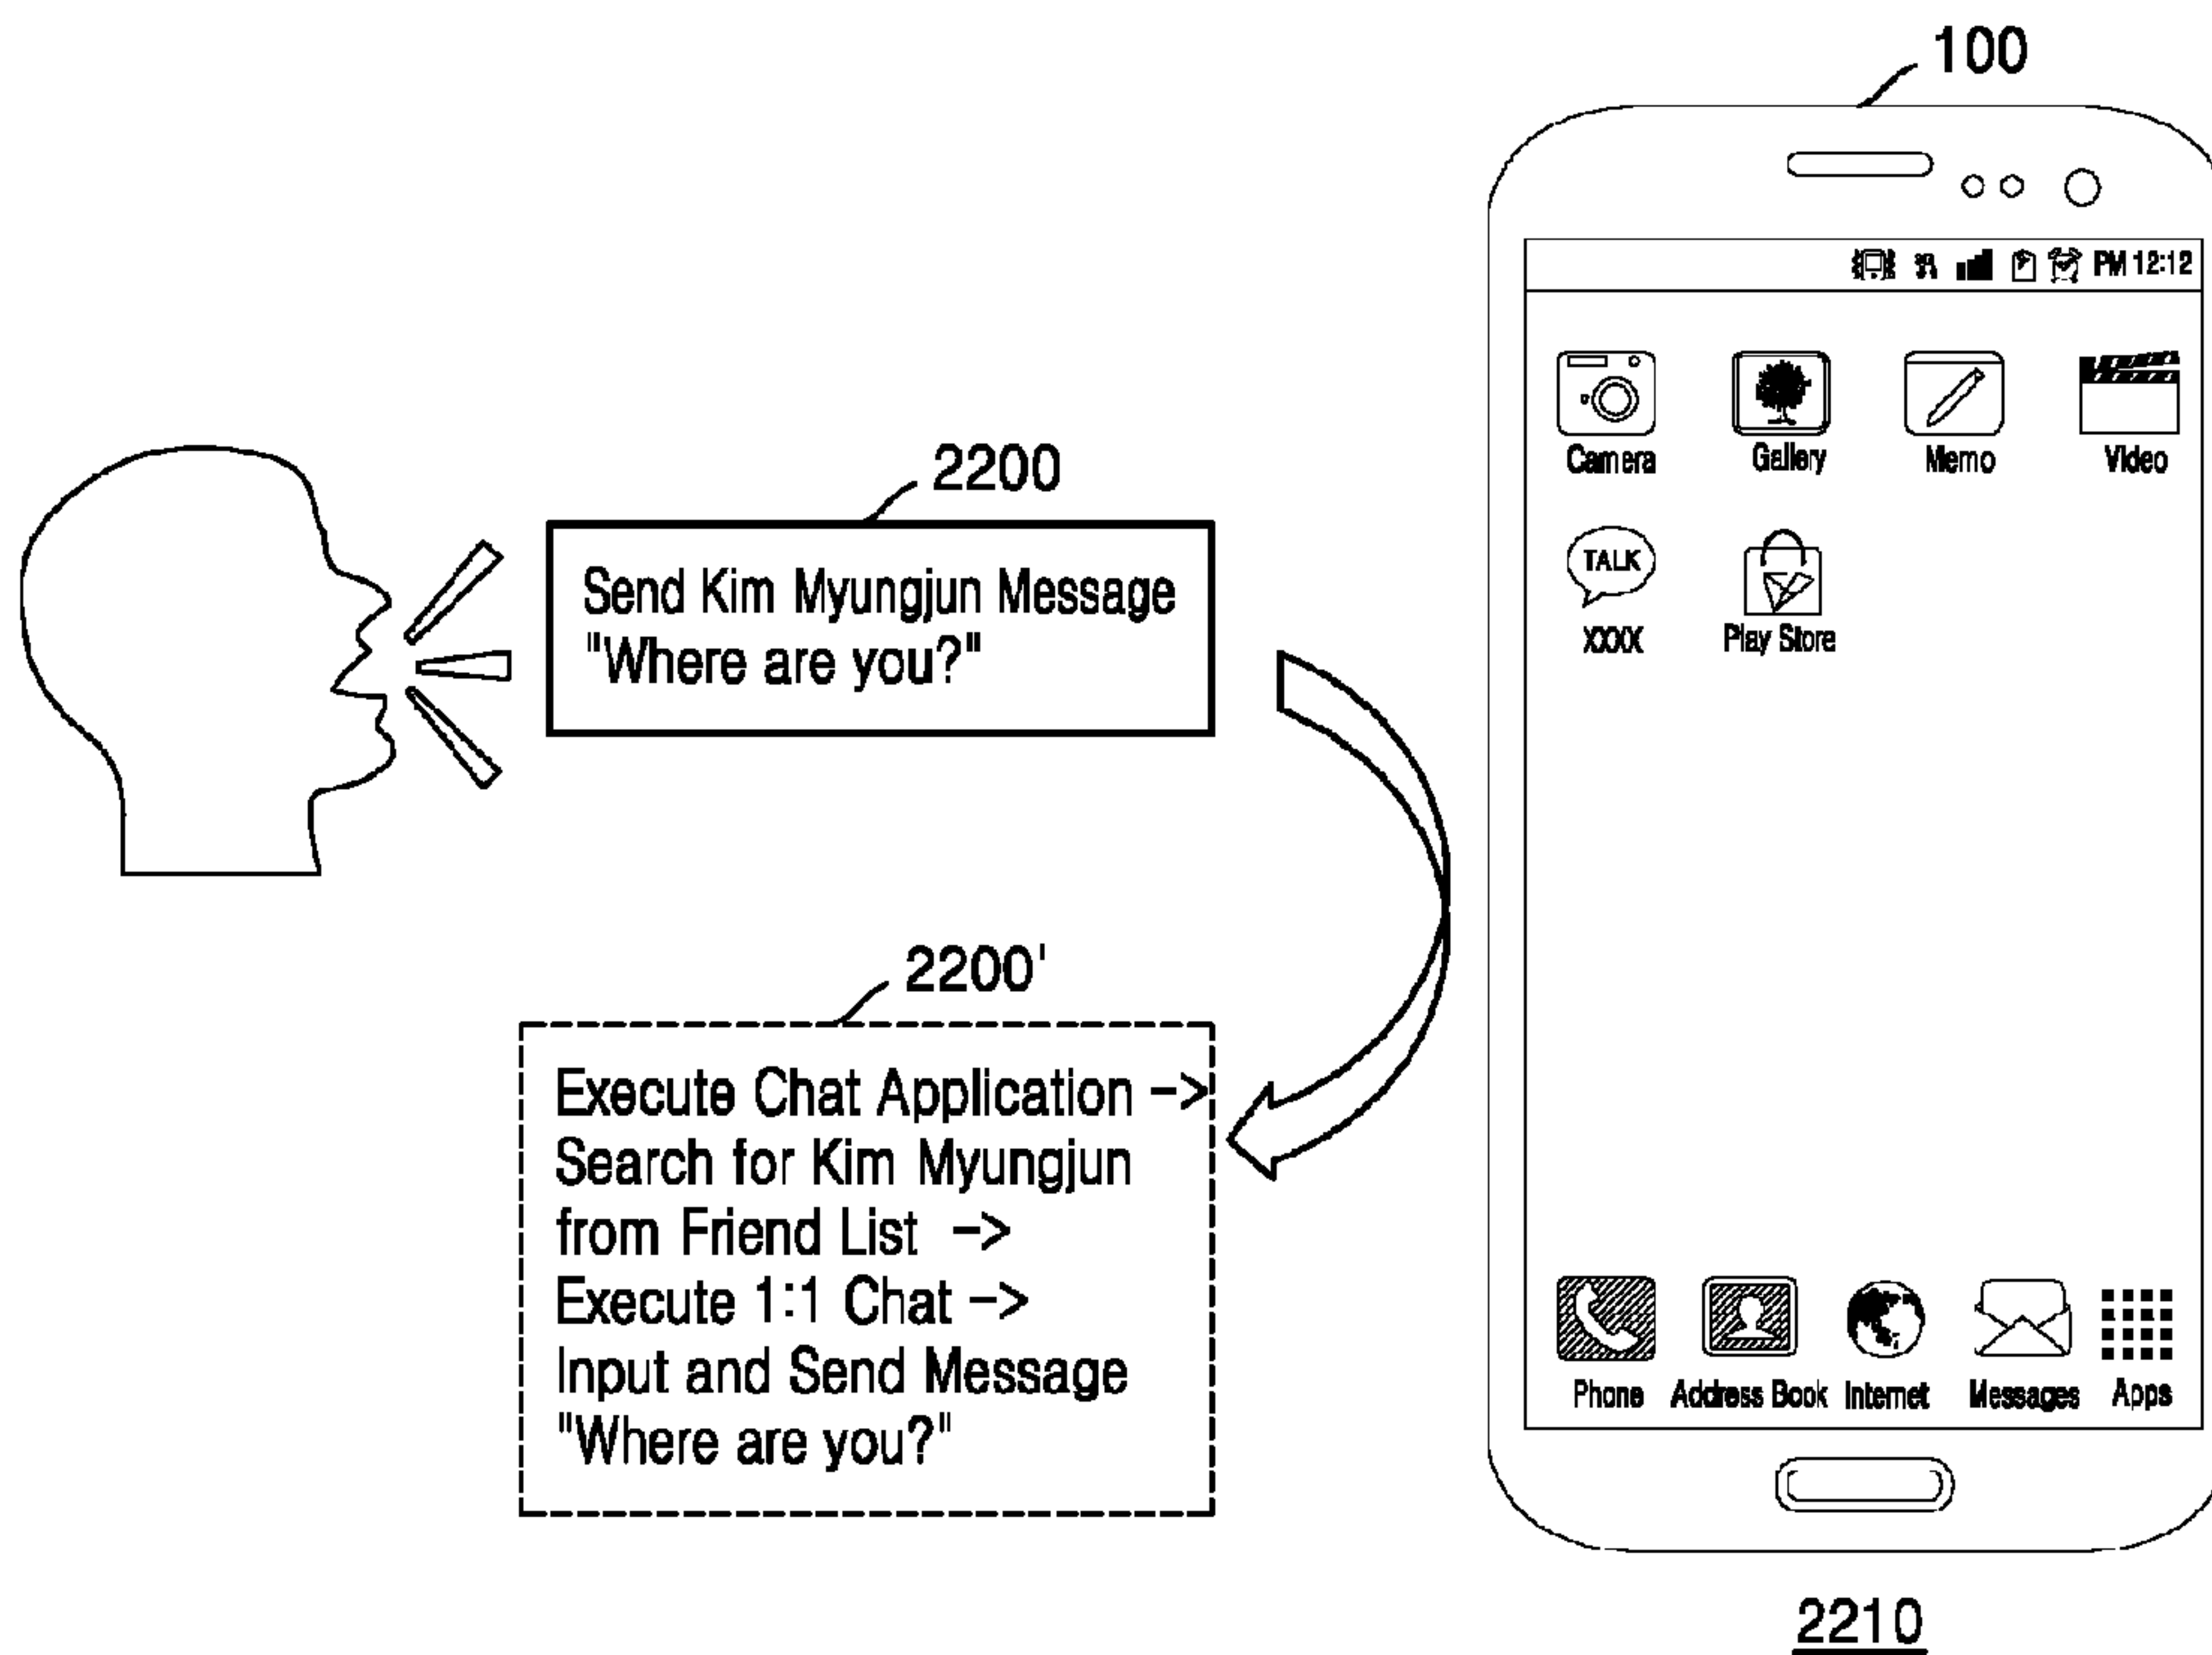 100
PM 12:12
Camera
Gallery
Memo
Video
TALK
XXXX
Play Store
2200
Send Kim Myungjun Message
"Where are you?"
2200'
Execute Chat Application ->
Search for Kim Myungjun
from Friend List ->
Execute 1:1 Chat ->
Input and Send Message
"Where are you?"
Phone
Address Book
Internet
Messages
Apps
2210